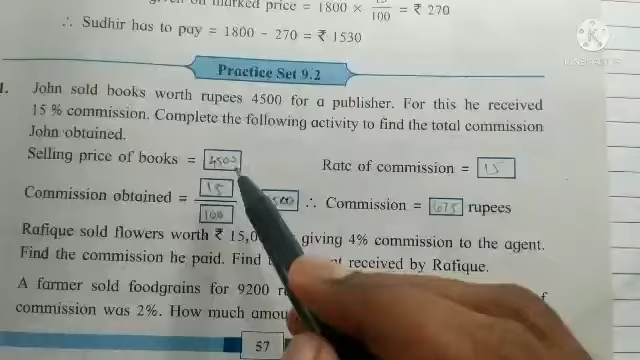 given on marked price = 1800 × 15/100 = ₹ 270
∴ Sudhir has to pay = 1800 − 270 = ₹ 1530
KINEMASTER
Practice Set 9.2
1. John sold books worth rupees 4500 for a publisher. For this he received
15 % commission. Complete the following activity to find the total commission
John obtained.
Selling price of books = 4500 Rate of commission = 15
Commission obtained = 15/100 ∴ Commission = 675 rupees
Rafique sold flowers worth ₹ 15,0 giving 4% commission to the agent.
Find the commission he paid. Find received by Rafique.
A farmer sold foodgrains for 9200
commission was 2%. How much
57